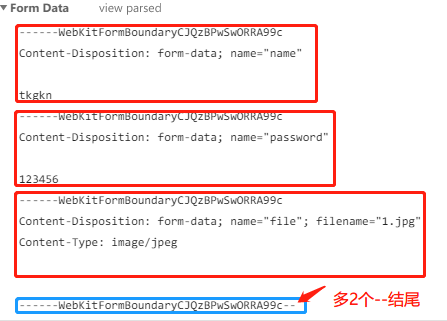 Form Data view parsed
------WebKitFormBoundaryCJQzBPwSwORRA99c
Content-Disposition: form-data; name="name"
tkgkn
------WebKitFormBoundaryCJQzBPwSwORRA99c
Content-Disposition: form-data; name="password"
123456
------WebKitFormBoundaryCJQzBPwSwORRA99c
Content-Disposition: form-data; name="file"; filename="1.jpg"
Content-Type: image/jpeg
------WebKitFormBoundaryCJQzBPwSwORRA99c--
多2个--结尾